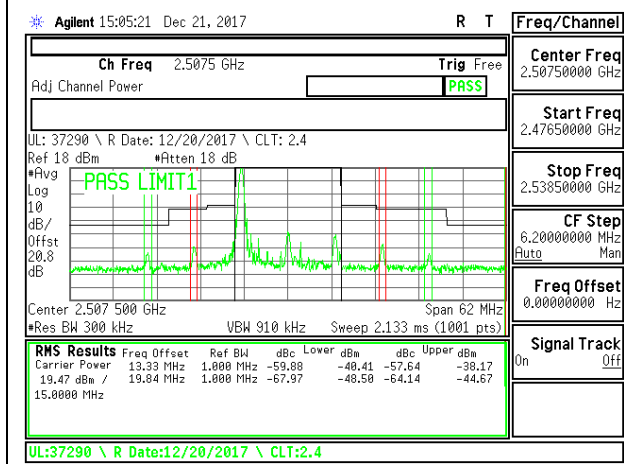 Agilent 15:05:21 Dec 21, 2017 R T
Freq/Channel
Ch Freq 2.5075 GHz Trig Free
Adj Channel Power PASS
UL: 37290 \ R Date: 12/20/2017 \ CLT: 2.4
Ref 18 dBm #Atten 18 dB
#Avg
Log
10
dB/
Offst
20.8
dB
PASS LIMIT1
Center 2.507 500 GHz Span 62 MHz
#Res BW 300 kHz VBW 910 kHz Sweep 2.133 ms (1001 pts)
RMS Results Freq Offset Ref BW dBc Lower dBm dBc Upper dBm
Carrier Power 13.33 MHz 1.000 MHz -59.88 -40.41 -57.64 -38.17
19.47 dBm / 19.84 MHz 1.000 MHz -67.97 -48.50 -64.14 -44.67
15.0000 MHz
UL:37290 \ R Date:12/20/2017 \ CLT:2.4
Center Freq
2.50750000 GHz
Start Freq
2.47650000 GHz
Stop Freq
2.53850000 GHz
CF Step
6.20000000 MHz
Auto Man
Freq Offset
0.00000000 Hz
Signal Track
On Off